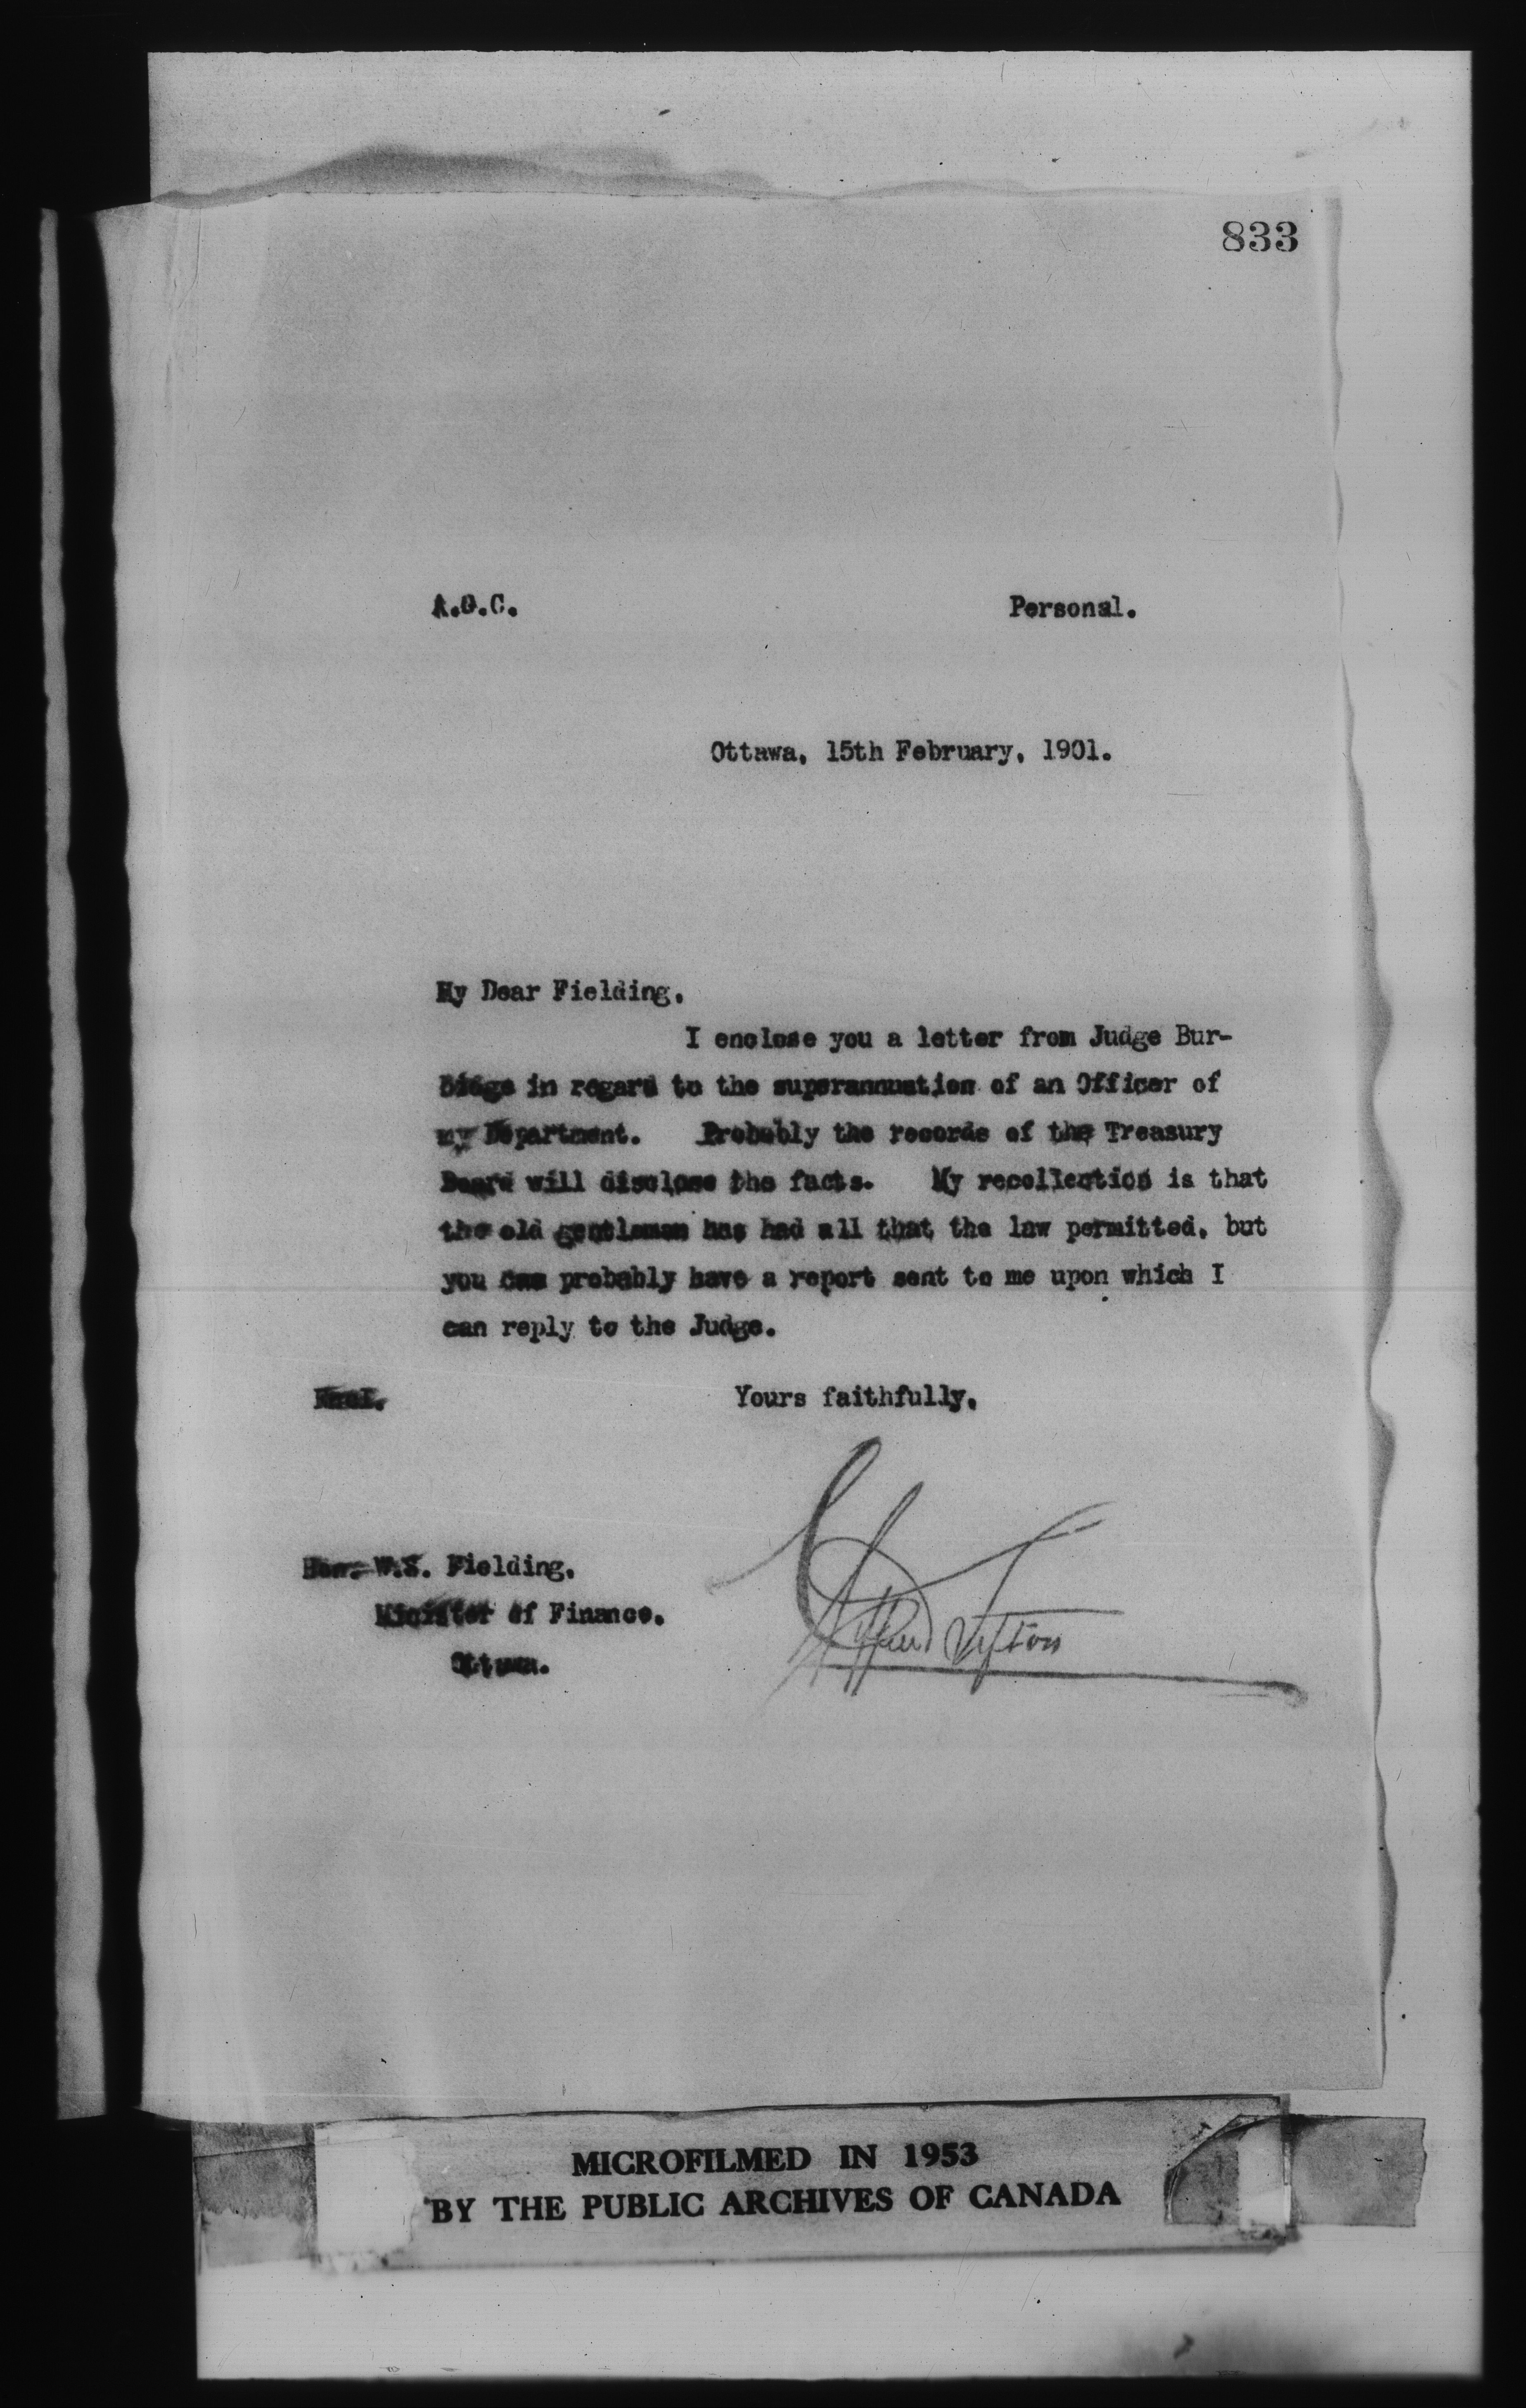 833
A.O.C. Personal.
Ottawa, 15th February, 1901.
My Dear Fielding,
I enclose you a letter from Judge Bur-
bidge in regard to the superannuation of an Officer of
my Department. Probably the records of the Treasury
Board will disclose the facts. My recollection is that
the old gentleman has had all that the law permitted, but
you can probably have a report sent to me upon which I
can reply to the Judge.
Encl. Yours faithfully,
Clifford Sifton
Hon. W.S. Fielding,
Minister of Finance,
Ottawa.
MICROFILMED IN 1953
BY THE PUBLIC ARCHIVES OF CANADA